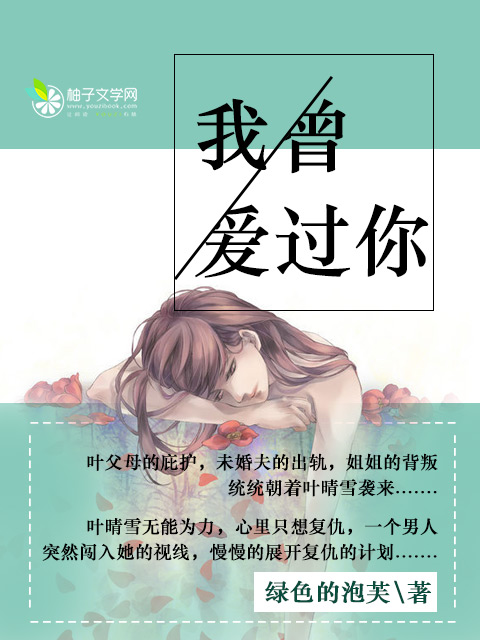 柚子文学网
www.youzibook.com
我曾
爱过你
叶父母的庇护，未婚夫的出轨，姐姐的背叛
统统朝着叶晴雪袭来.......
叶晴雪无能为力，心里只想复仇，一个男人
突然闯入她的视线，慢慢的展开复仇的计划.......
绿色的泡芙\著